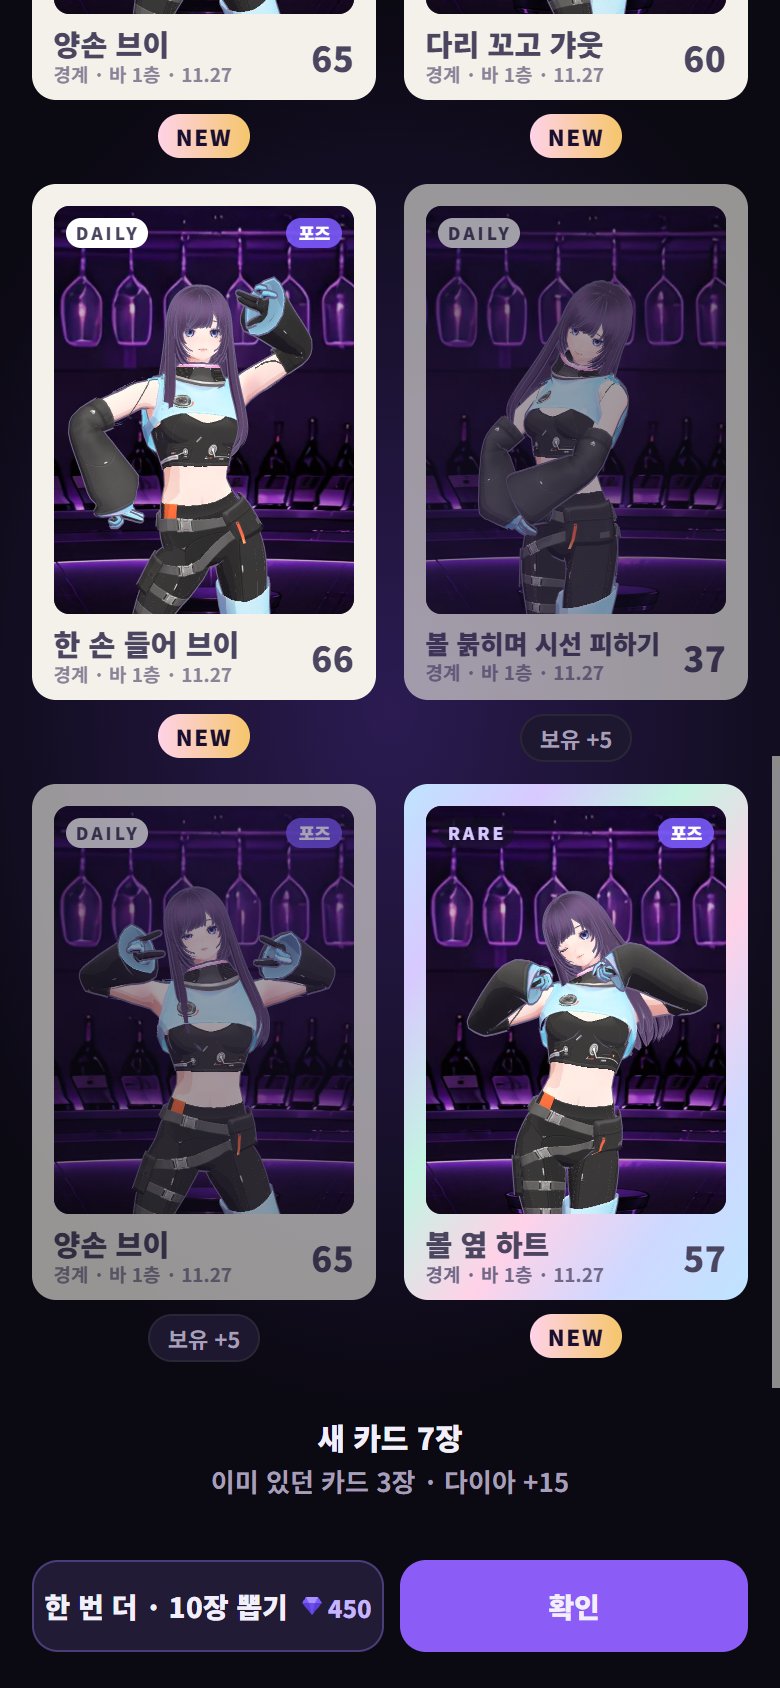 양손 브이
경계 · 바 1층 · 11.27
65
다리 꼬고 갸웃
경계 · 바 1층 · 11.27
60
NEW
NEW
DAILY
포즈
한 손 들어 브이
경계 · 바 1층 · 11.27
66
DAILY
볼 붉히며 시선 피하기
경계 · 바 1층 · 11.27
37
NEW
보유 +5
DAILY
포즈
양손 브이
경계 · 바 1층 · 11.27
65
RARE
포즈
볼 옆 하트
경계 · 바 1층 · 11.27
57
보유 +5
NEW
새 카드 7장
이미 있던 카드 3장 · 다이아 +15
한 번 더 · 10장 뽑기 450
확인